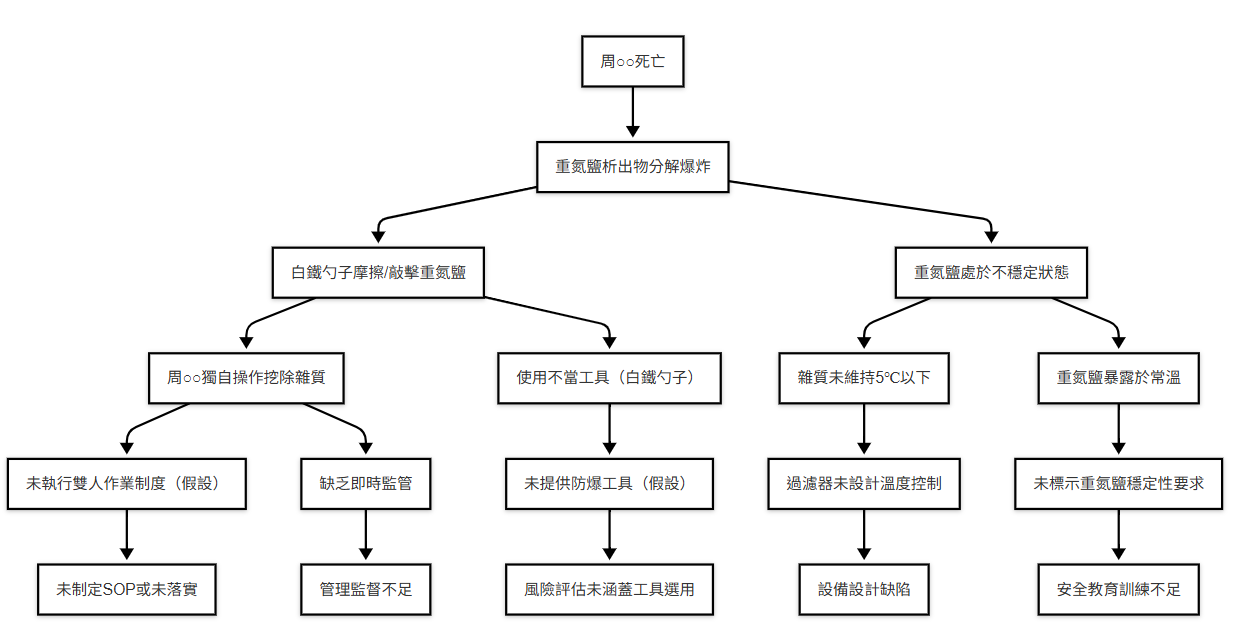 周○○死亡
重氮鹽析出物分解爆炸
白鐵勺子摩擦/敲擊重氮鹽
重氮鹽處於不穩定狀態
周○○獨自操作挖除雜質
使用不當工具（白鐵勺子）
雜質未維持5℃以下
重氮鹽暴露於常溫
未執行雙人作業制度（假設）
缺乏即時監管
未提供防爆工具（假設）
過濾器未設計溫度控制
未標示重氮鹽穩定性要求
未制定SOP或未落實
管理監督不足
風險評估未涵蓋工具選用
設備設計缺陷
安全教育訓練不足